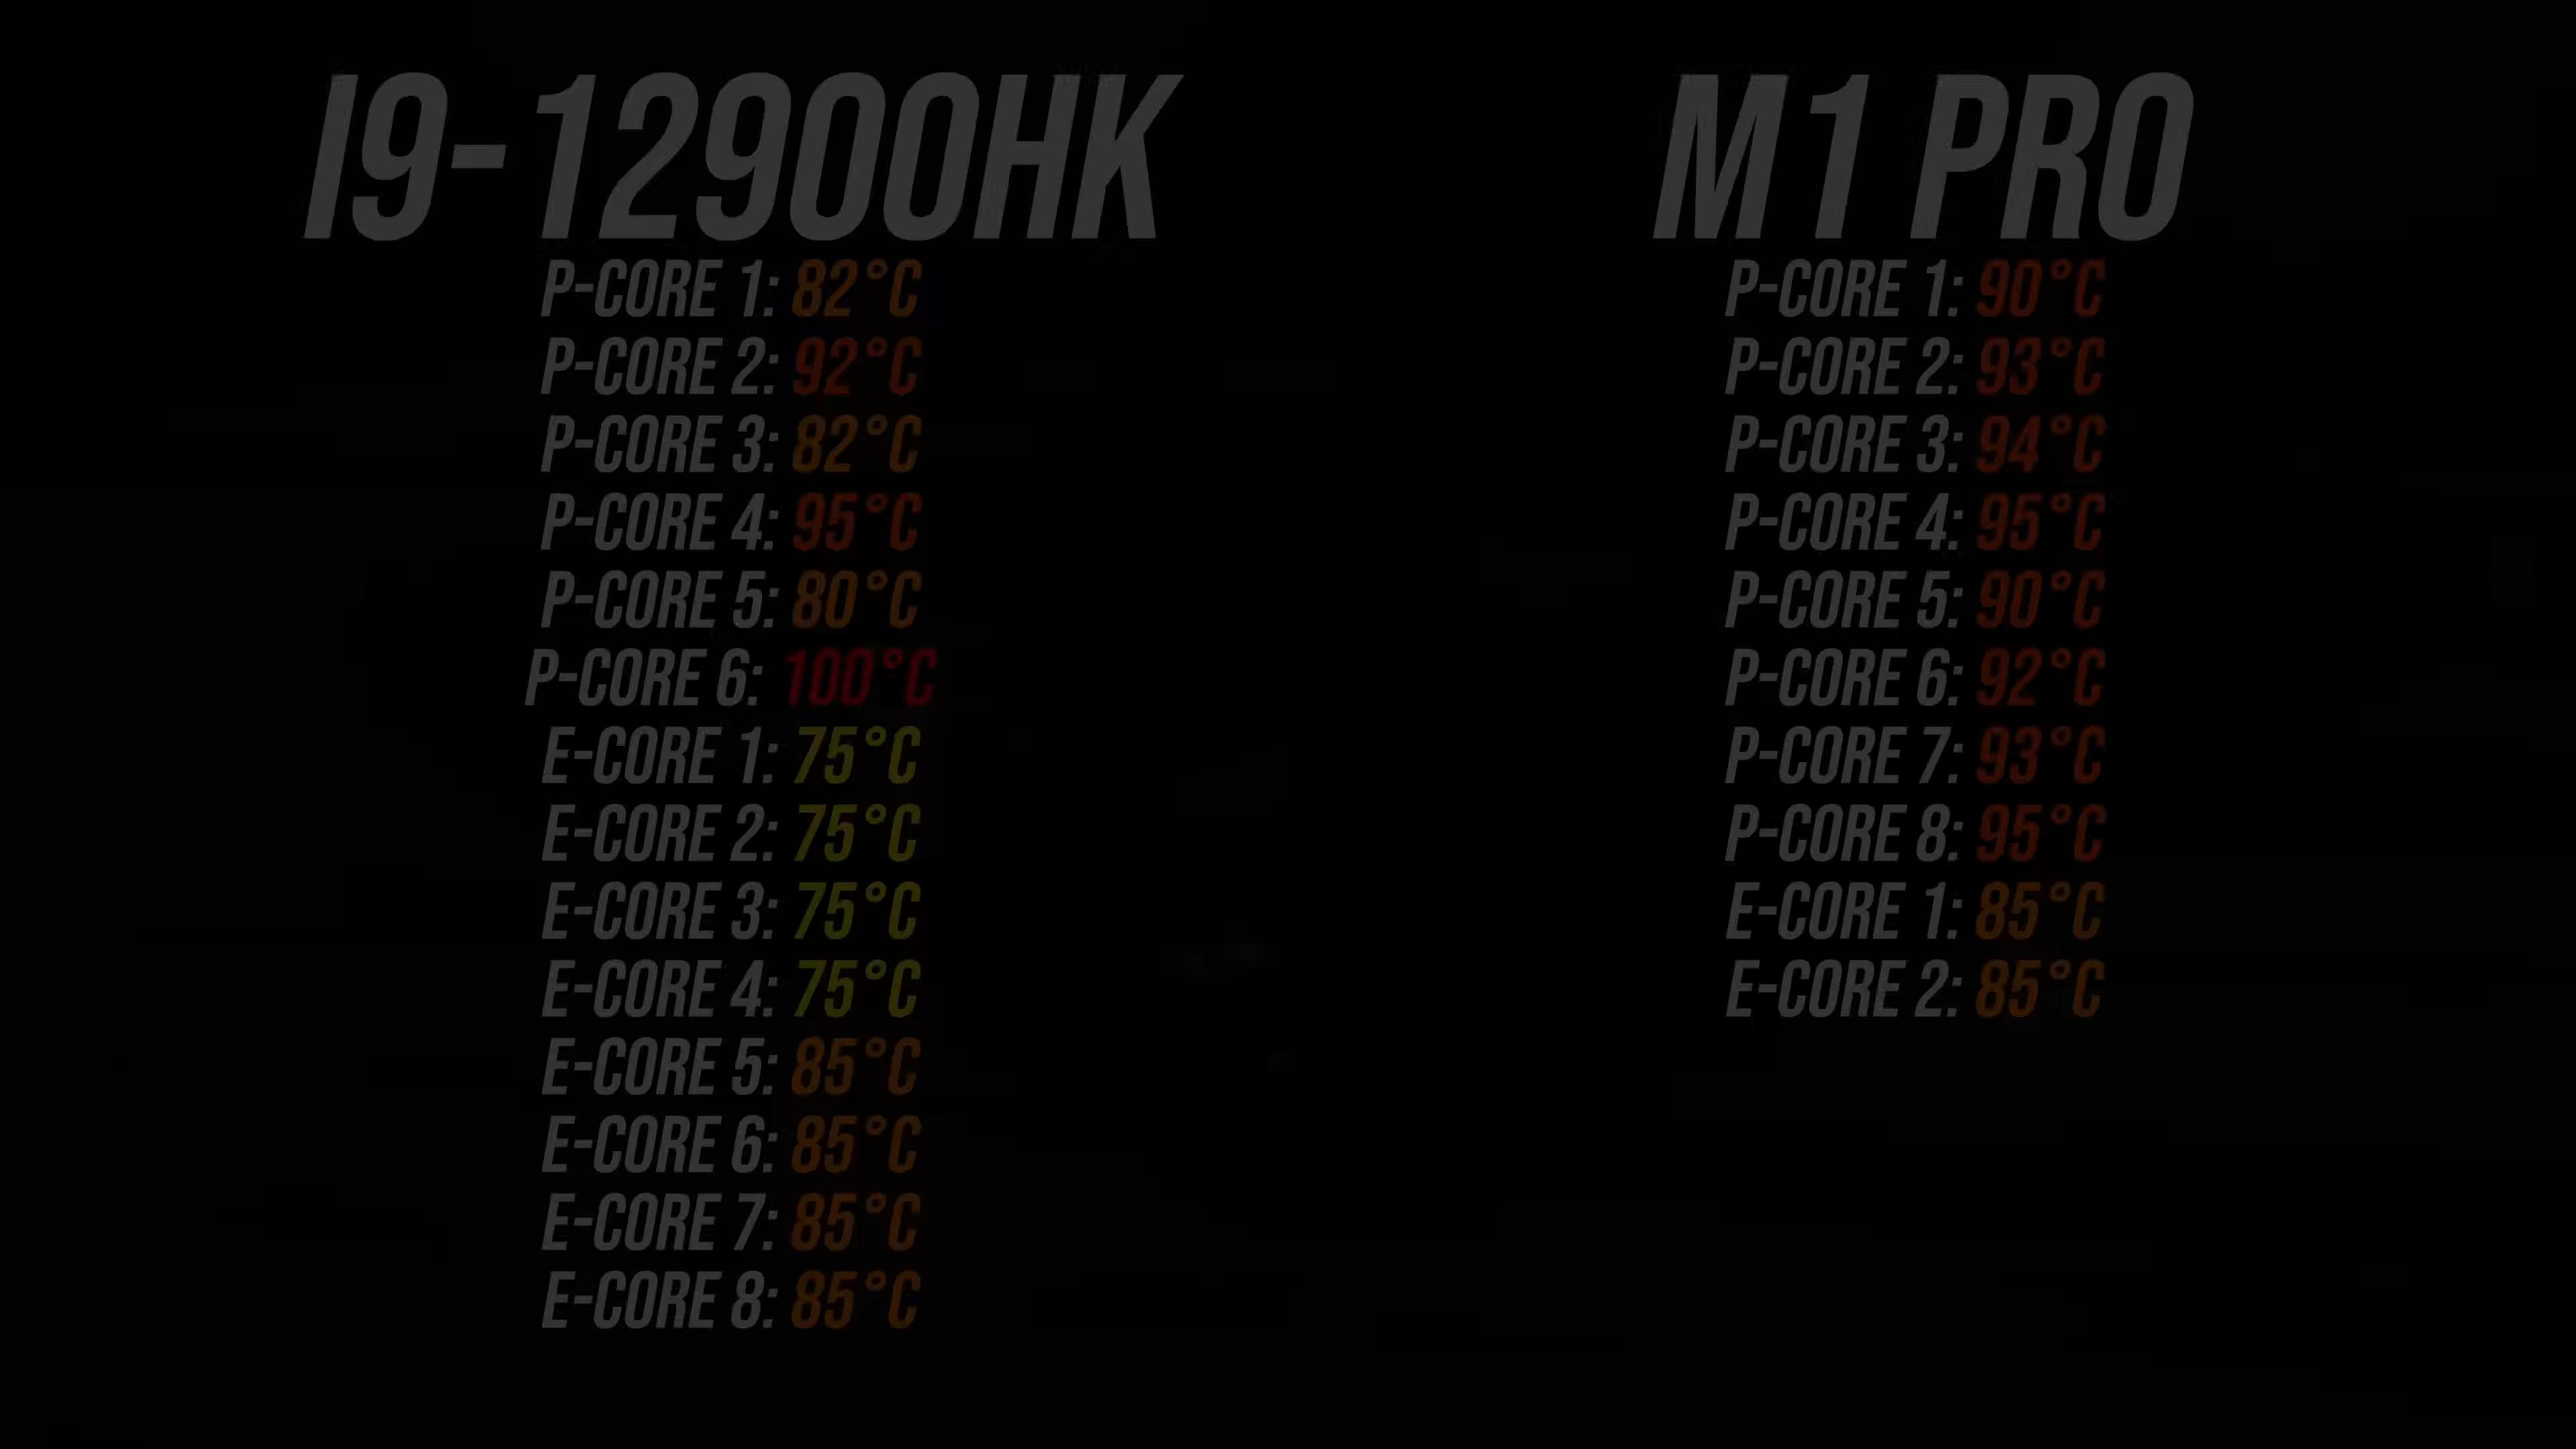 I9-12900HK
P-CORE 1: 82°C
P-CORE 2: 92°C
P-CORE 3: 82°C
P-CORE 4: 95°C
P-CORE 5: 80°C
P-CORE 6: 100°C
E-CORE 1: 75°C
E-CORE 2: 75°C
E-CORE 3: 75°C
E-CORE 4: 75°C
E-CORE 5: 85°C
E-CORE 6: 85°C
E-CORE 7: 85°C
E-CORE 8: 85°C
M1 PRO
P-CORE 1: 90°C
P-CORE 2: 93°C
P-CORE 3: 94°C
P-CORE 4: 95°C
P-CORE 5: 90°C
P-CORE 6: 92°C
P-CORE 7: 93°C
P-CORE 8: 95°C
E-CORE 1: 85°C
E-CORE 2: 85°C